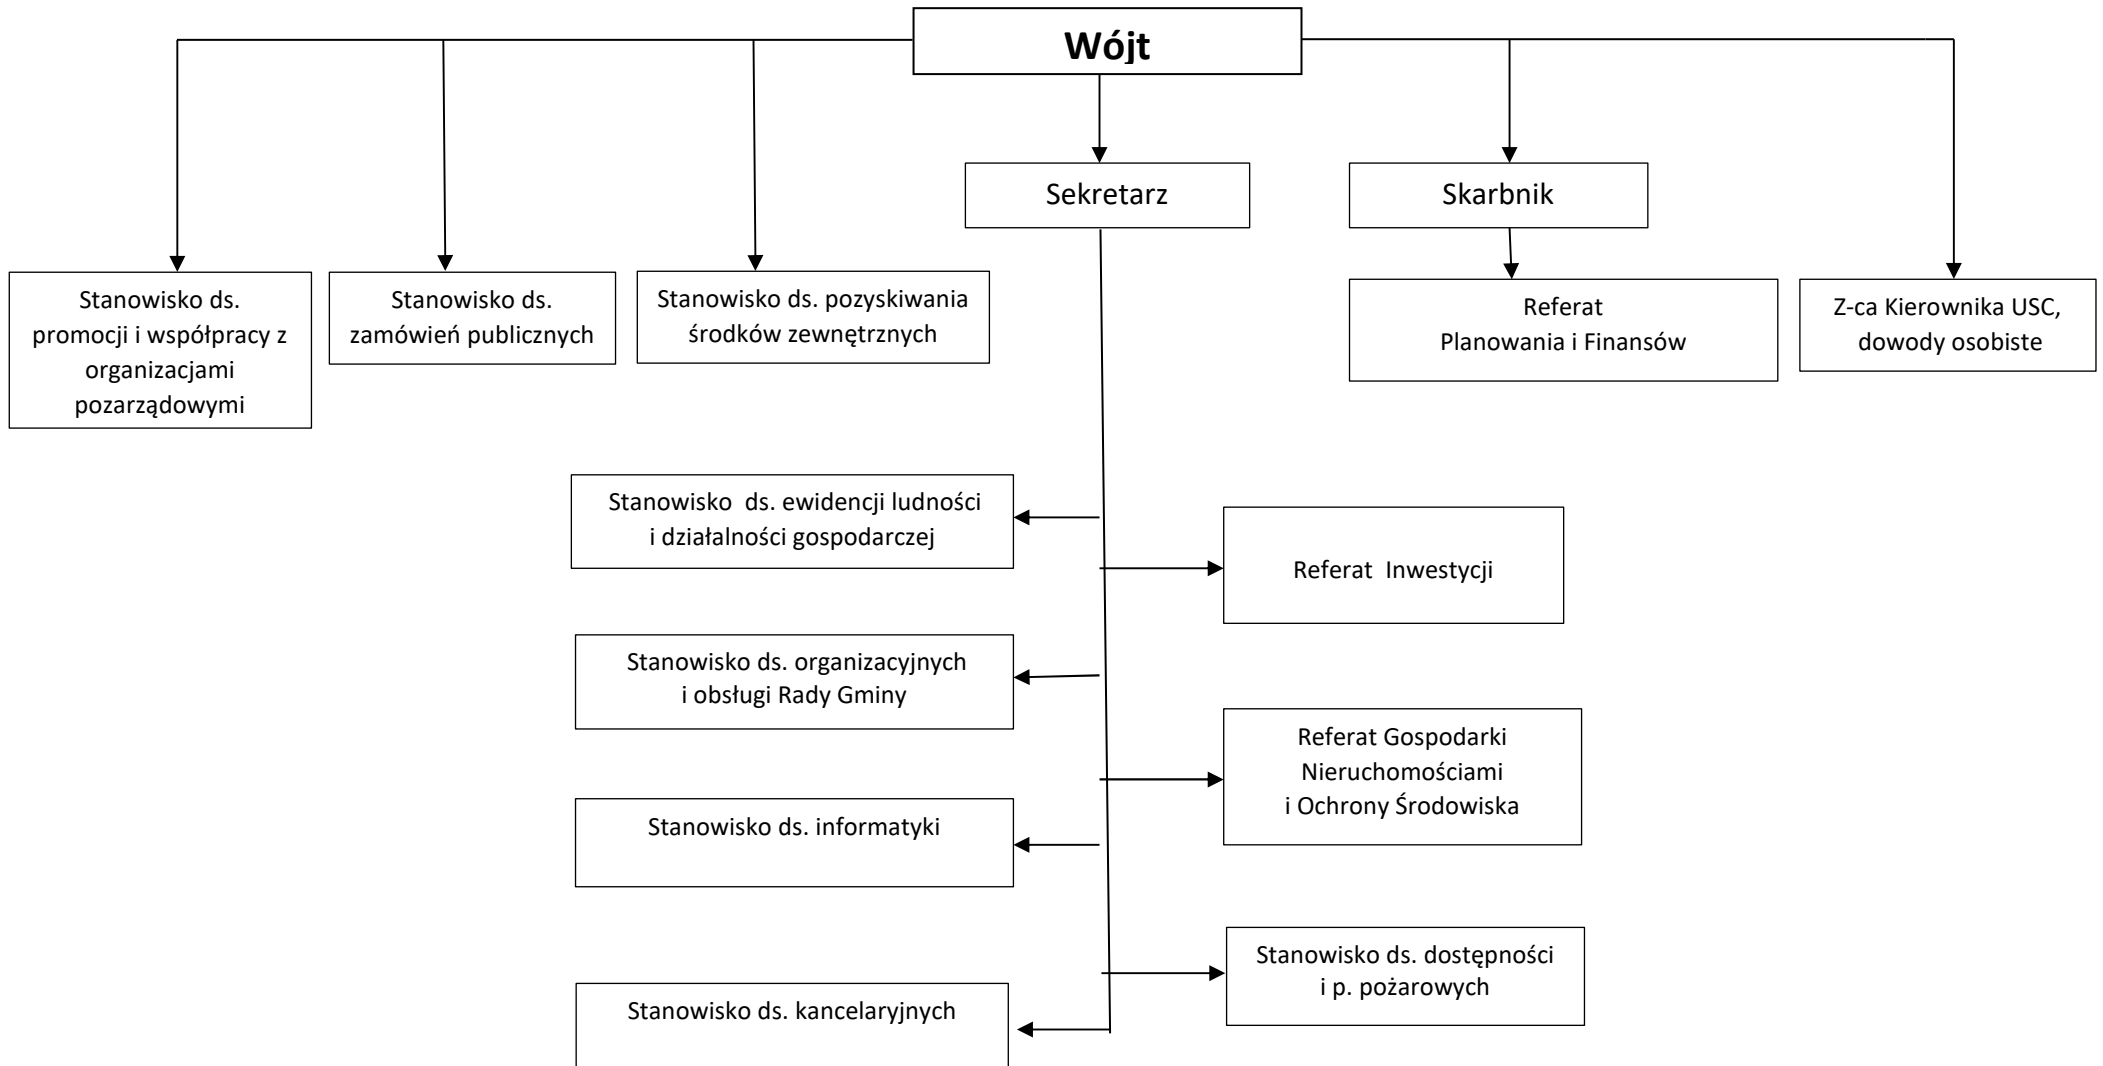 Wójt
Sekretarz
Skarbnik
Stanowisko ds.
promocji i współpracy z
organizacjami
pozarządowymi
Stanowisko ds.
zamówień publicznych
Stanowisko ds. pozyskiwania
środków zewnętrznych
Referat
Planowania i Finansów
Z-ca Kierownika USC,
dowody osobiste
Stanowisko ds. ewidencji ludności
i działalności gospodarczej
Referat Inwestycji
Stanowisko ds. organizacyjnych
i obsługi Rady Gminy
Referat Gospodarki
Nieruchomościami
i Ochrony Środowiska
Stanowisko ds. informatyki
Stanowisko ds. dostępności
i p. pożarowych
Stanowisko ds. kancelaryjnych